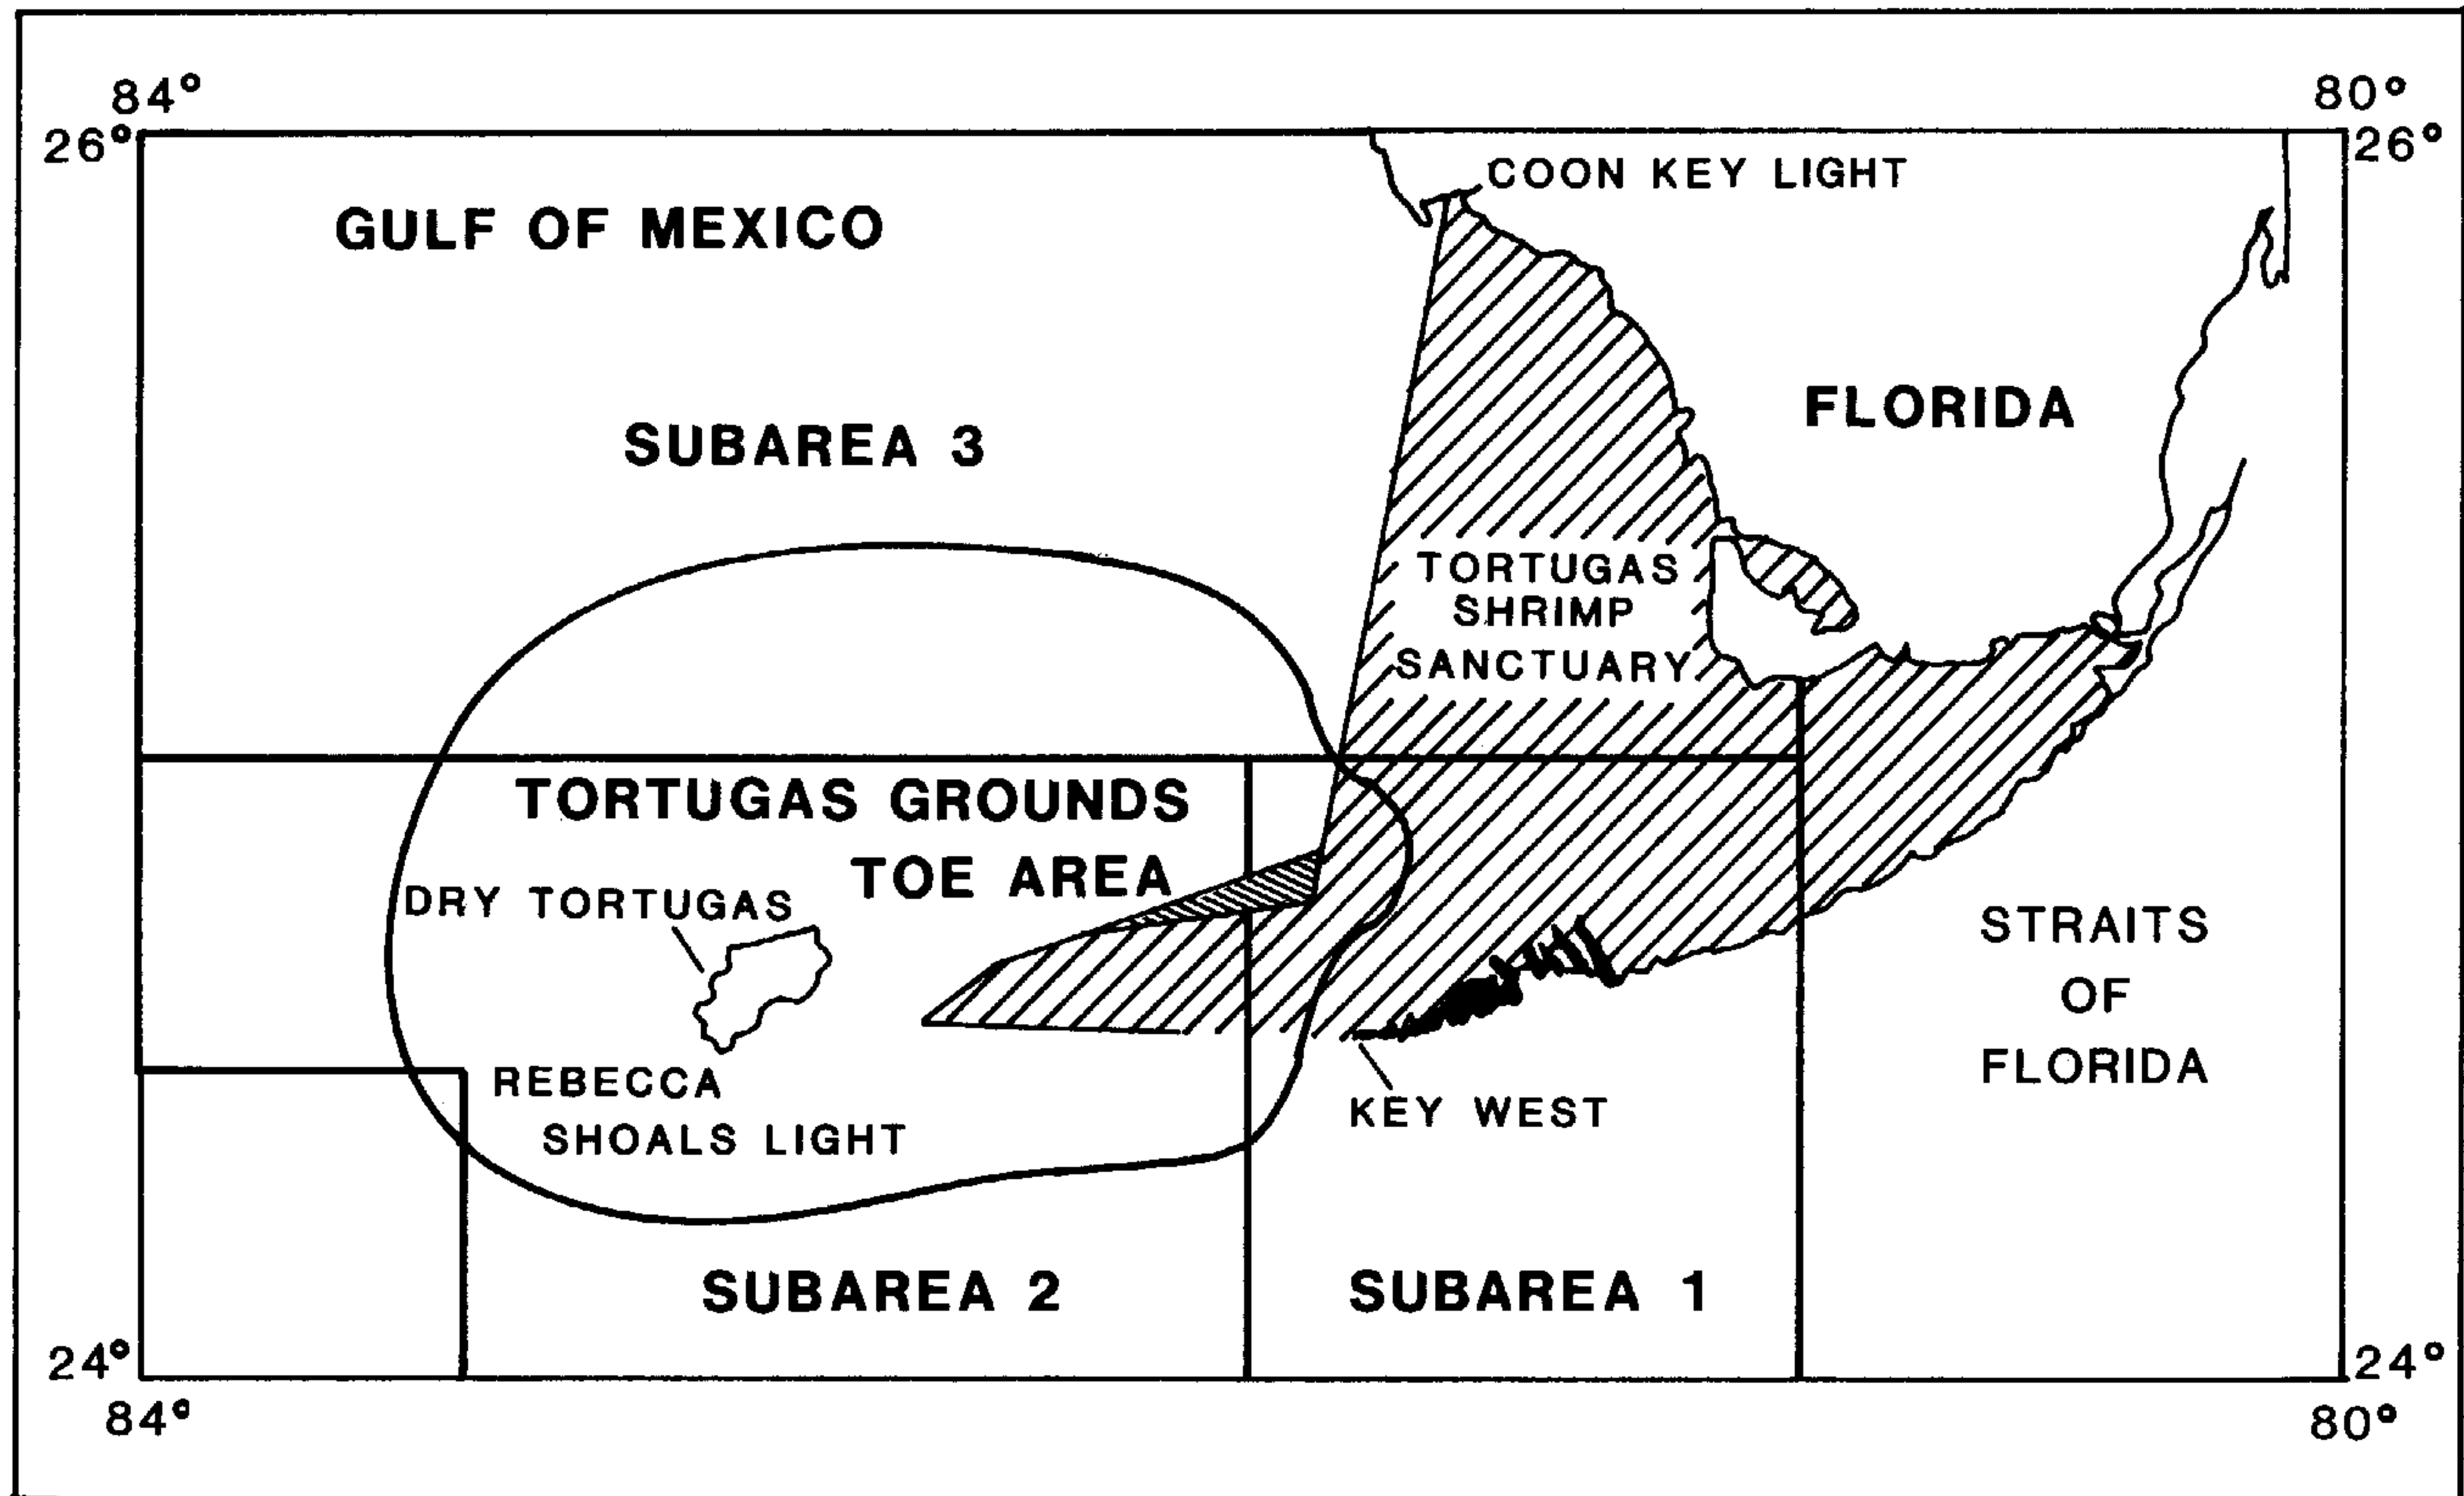 84° 80°
26° 26°
COON KEY LIGHT
GULF OF MEXICO
FLORIDA
SUBAREA 3
TORTUGAS
SHRIMP
SANCTUARY
TORTUGAS GROUNDS
TOE AREA
DRY TORTUGAS
STRAITS
OF
FLORIDA
REBECCA
SHOALS LIGHT
KEY WEST
SUBAREA 2 SUBAREA 1
24° 24°
84° 80°